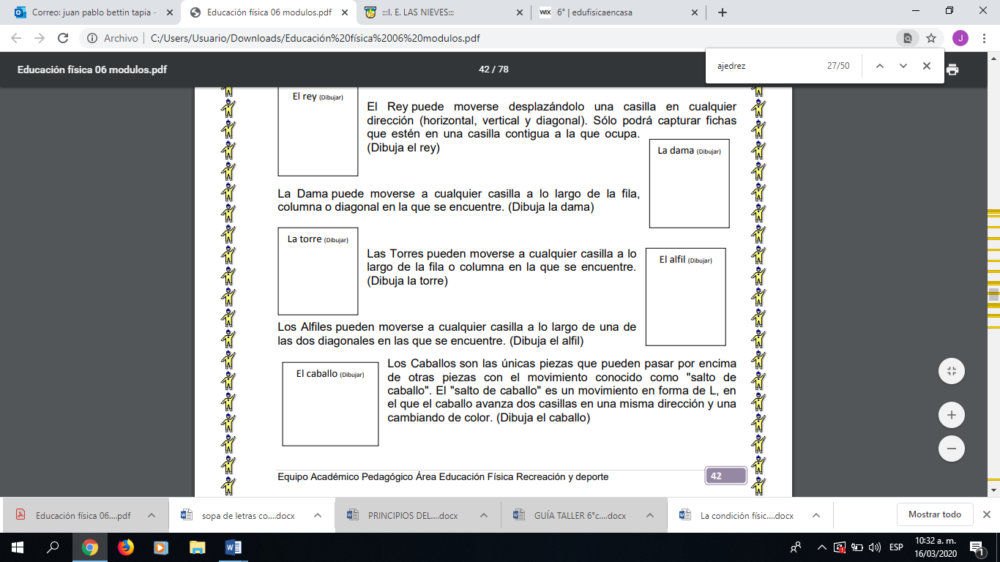 Correo: juan pablo bettin tapia -
Educación física 06 modulos.pdf
:::I. E. LAS NIEVES:::
WIX 6° | edufisicaencasa
Archivo | C:/Users/Usuario/Downloads/Educación%20física%2006%20modulos.pdf
J
ajedrez 27/50
Educación física 06 modulos.pdf
42 / 78
El rey (Dibujar)
El Rey puede moverse desplazándolo una casilla en cualquier
dirección (horizontal, vertical y diagonal). Sólo podrá capturar fichas
que estén en una casilla contigua a la que ocupa.
(Dibuja el rey)
La dama (Dibujar)
La Dama puede moverse a cualquier casilla a lo largo de la fila,
columna o diagonal en la que se encuentre. (Dibuja la dama)
La torre (Dibujar)
Las Torres pueden moverse a cualquier casilla a lo
largo de la fila o columna en la que se encuentre.
(Dibuja la torre)
El alfil (Dibujar)
Los Alfiles pueden moverse a cualquier casilla a lo largo de una de
las dos diagonales en las que se encuentre. (Dibuja el alfil)
El caballo (Dibujar)
Los Caballos son las únicas piezas que pueden pasar por encima
de otras piezas con el movimiento conocido como "salto de
caballo". El "salto de caballo" es un movimiento en forma de L, en
el que el caballo avanza dos casillas en una misma dirección y una
cambiando de color. (Dibuja el caballo)
Equipo Académico Pedagógico Área Educación Física Recreación y deporte
42
Educación física 06....pdf
sopa de letras co....docx
PRINCIPIOS DEL....docx
GUÍA TALLER 6°c....docx
La condición físic....docx
Mostrar todo
ESP
10:32 a. m.
16/03/2020
1